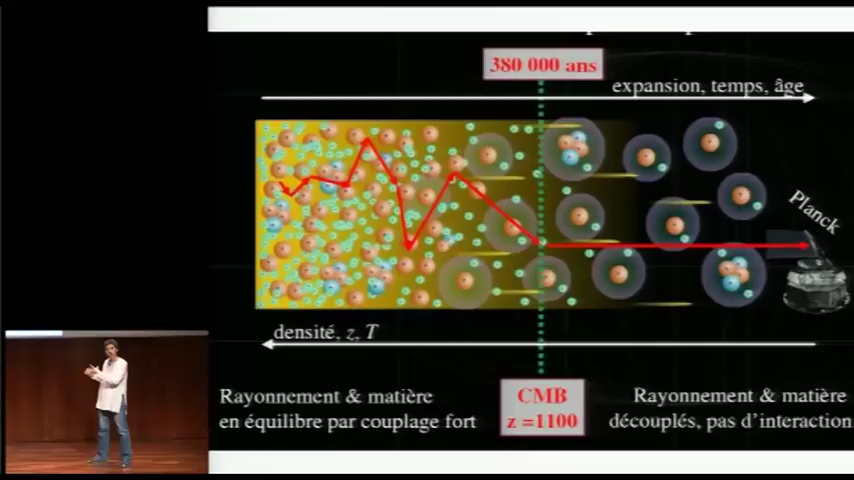 380 000 ans
expansion, temps, âge
Planck
densité, z, T
Rayonnement & matière
en équilibre par couplage fort
CMB
z =1100
Rayonnement & matière
découplés, pas d'interaction